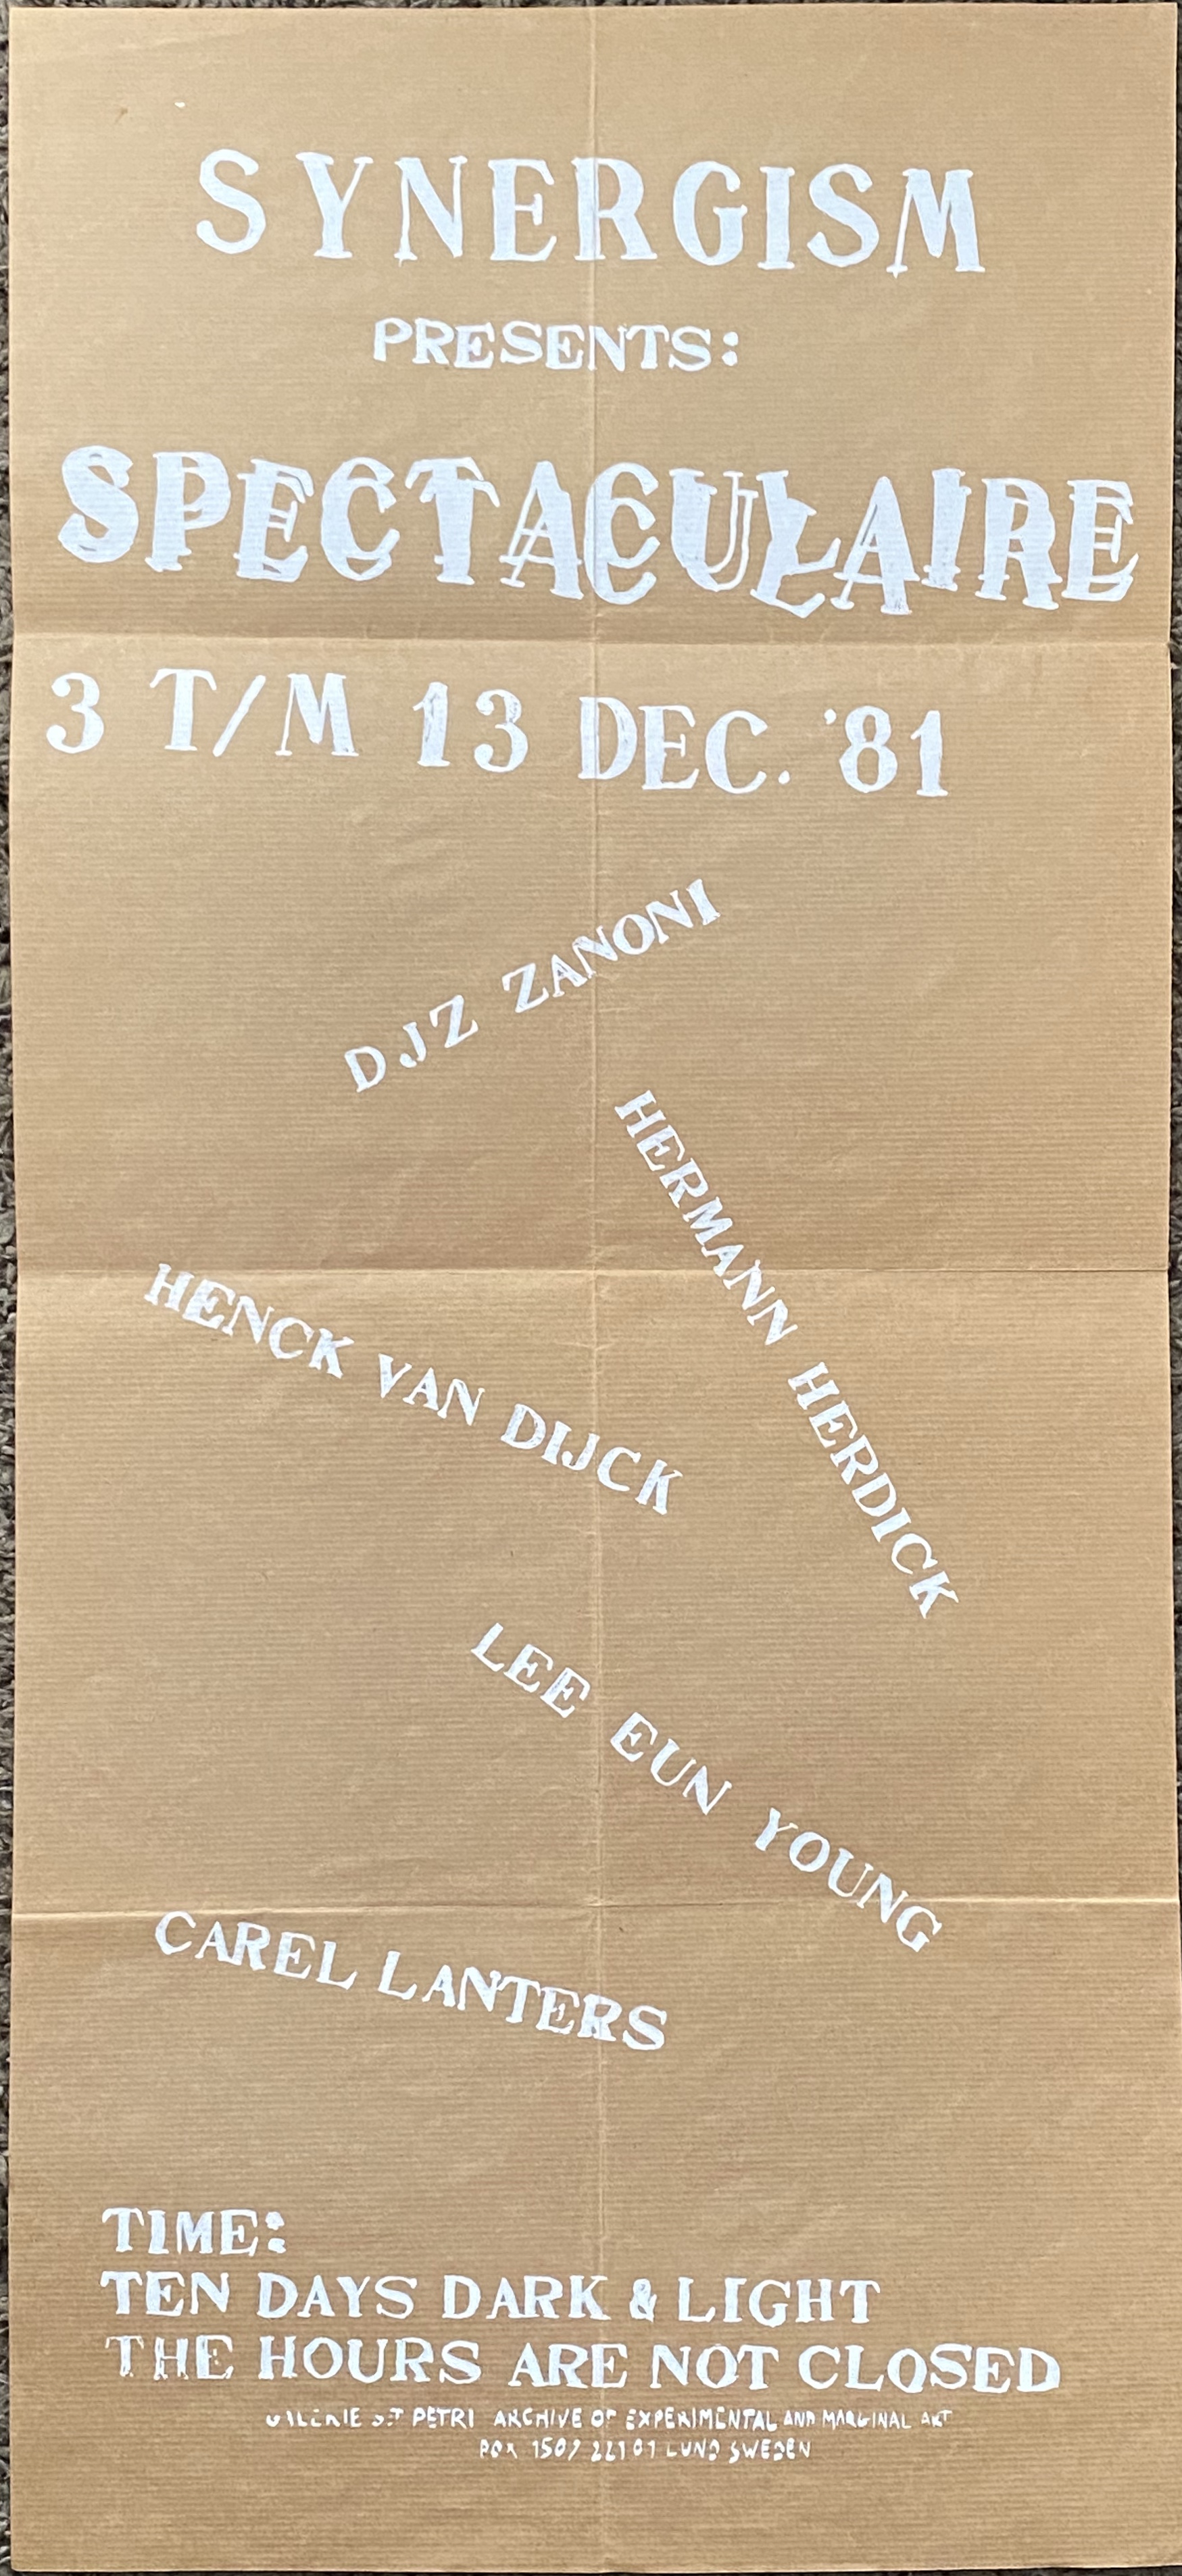 SYNERGISM
PRESENTS:
SPECTACULAIRE
3 T/M 13 DEC. '81
DJZ ZANONI
HERMANN HERDICK
HENCK VAN DIJCK
LEE EUN YOUNG
CAREL LANTERS
TIME:
TEN DAYS DARK & LIGHT
THE HOURS ARE NOT CLOSED
GALERIE S:T PETRI ARCHIVE OF EXPERIMENTAL AND MARGINAL ART
BOX 1507 22101 LUND SWEDEN